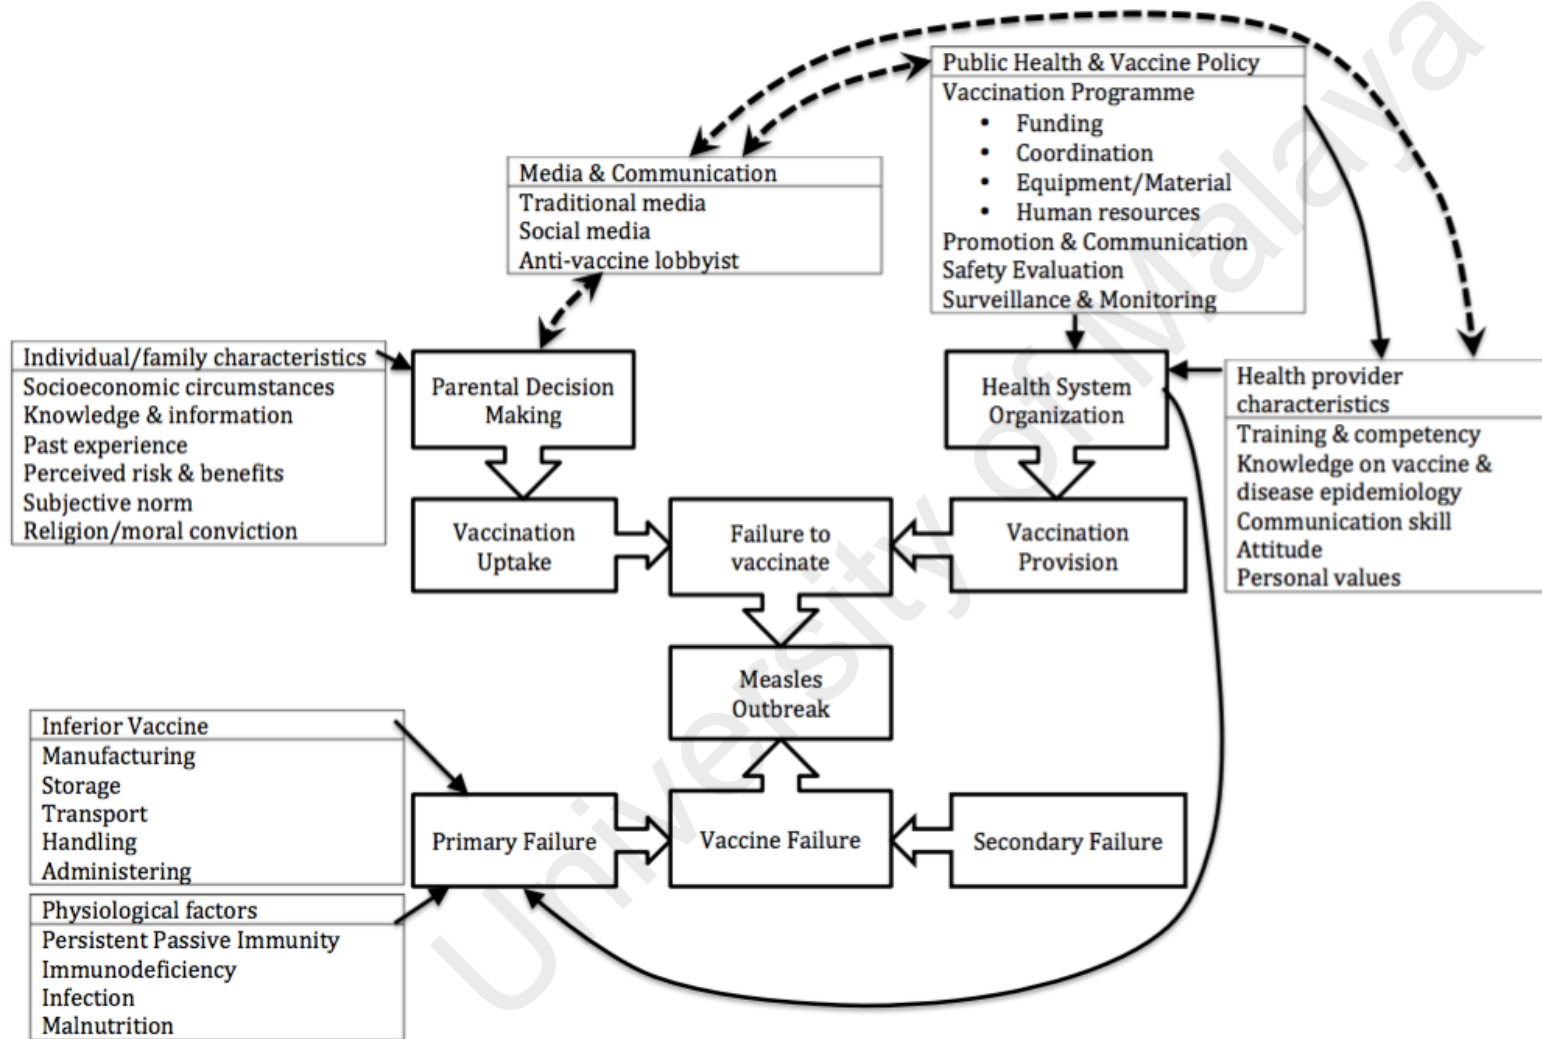 Public Health & Vaccine Policy
Vaccination Programme
• Funding
• Coordination
• Equipment/Material
• Human resources
Promotion & Communication
Safety Evaluation
Surveillance & Monitoring
Media & Communication
Traditional media
Social media
Anti-vaccine lobbyist
Individual/family characteristics
Socioeconomic circumstances
Knowledge & information
Past experience
Perceived risk & benefits
Subjective norm
Religion/moral conviction
Parental Decision
Making
Health System
Organization
Health provider
characteristics
Training & competency
Knowledge on vaccine &
disease epidemiology
Communication skill
Attitude
Personal values
Vaccination
Uptake
Failure to
vaccinate
Vaccination
Provision
Measles
Outbreak
Inferior Vaccine
Manufacturing
Storage
Transport
Handling
Administering
Primary Failure
Vaccine Failure
Secondary Failure
Physiological factors
Persistent Passive Immunity
Immunodeficiency
Infection
Malnutrition
University of Malaya